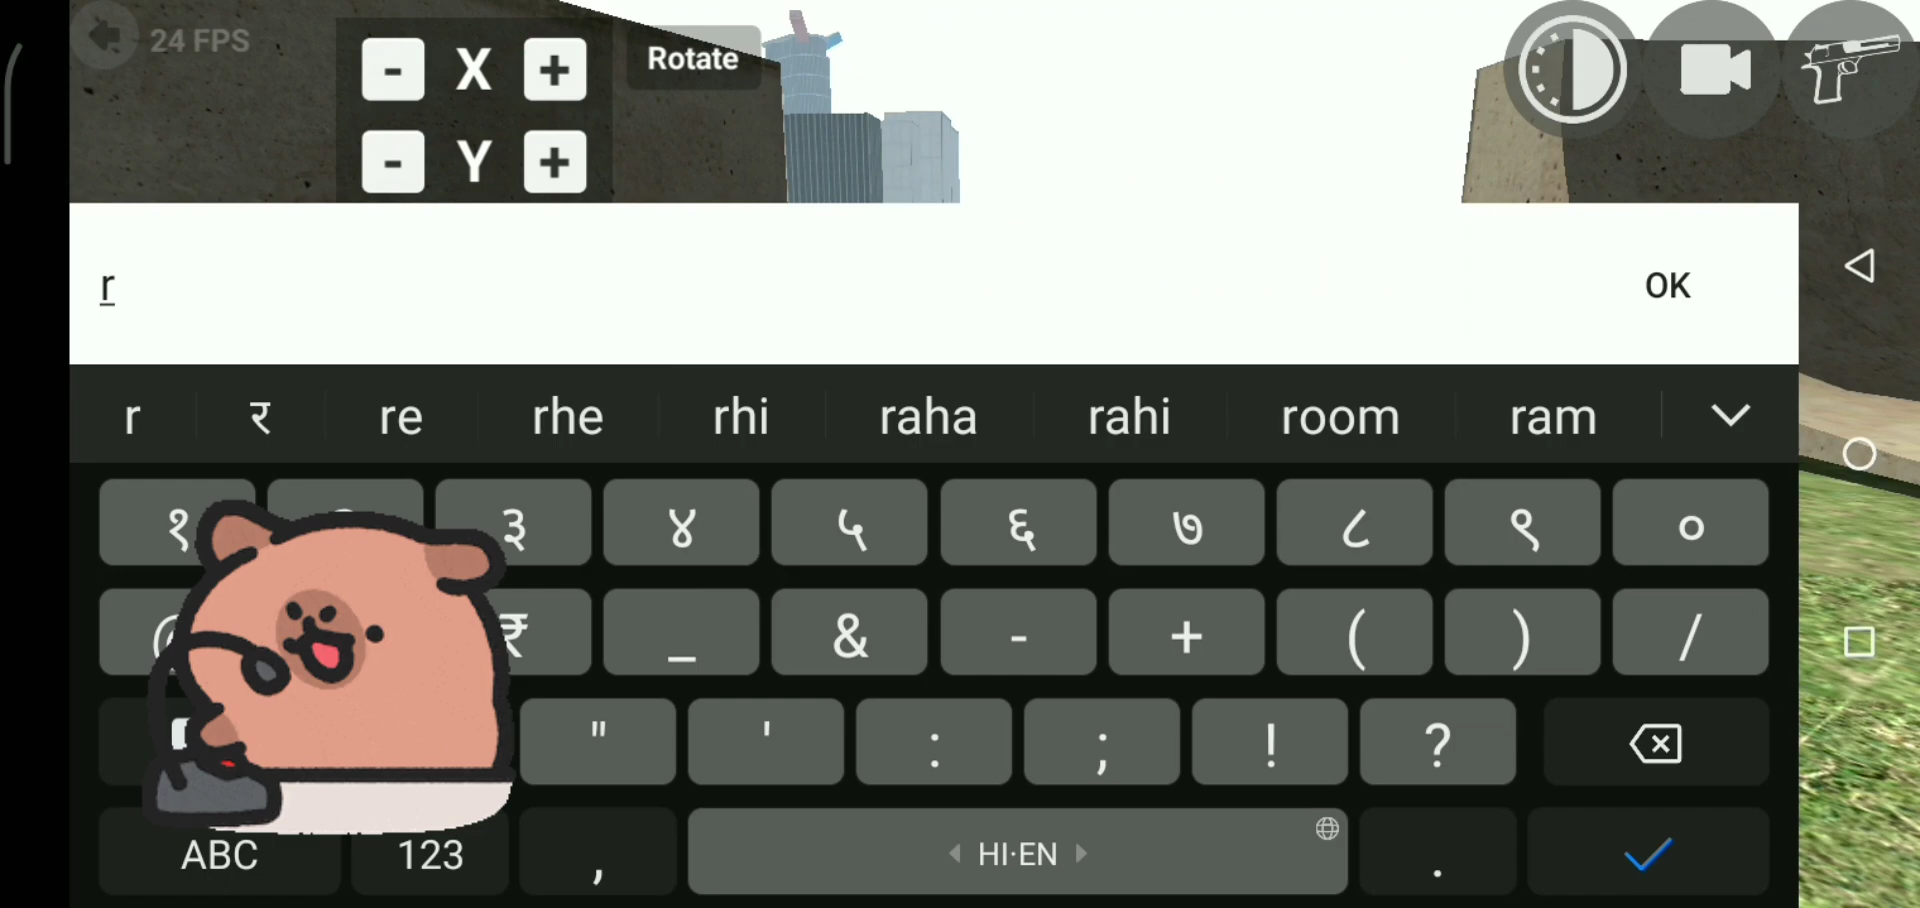 24 FPS
- X +
Rotate
- Y +
r
OK
r र re rhe rhi raha rahi room ram
१ ३ ४ ५ ६ ७ ८ ९ ०
₹ _ & - + ( ) /
" ' : ; ! ?
ABC 123 , HI·EN .